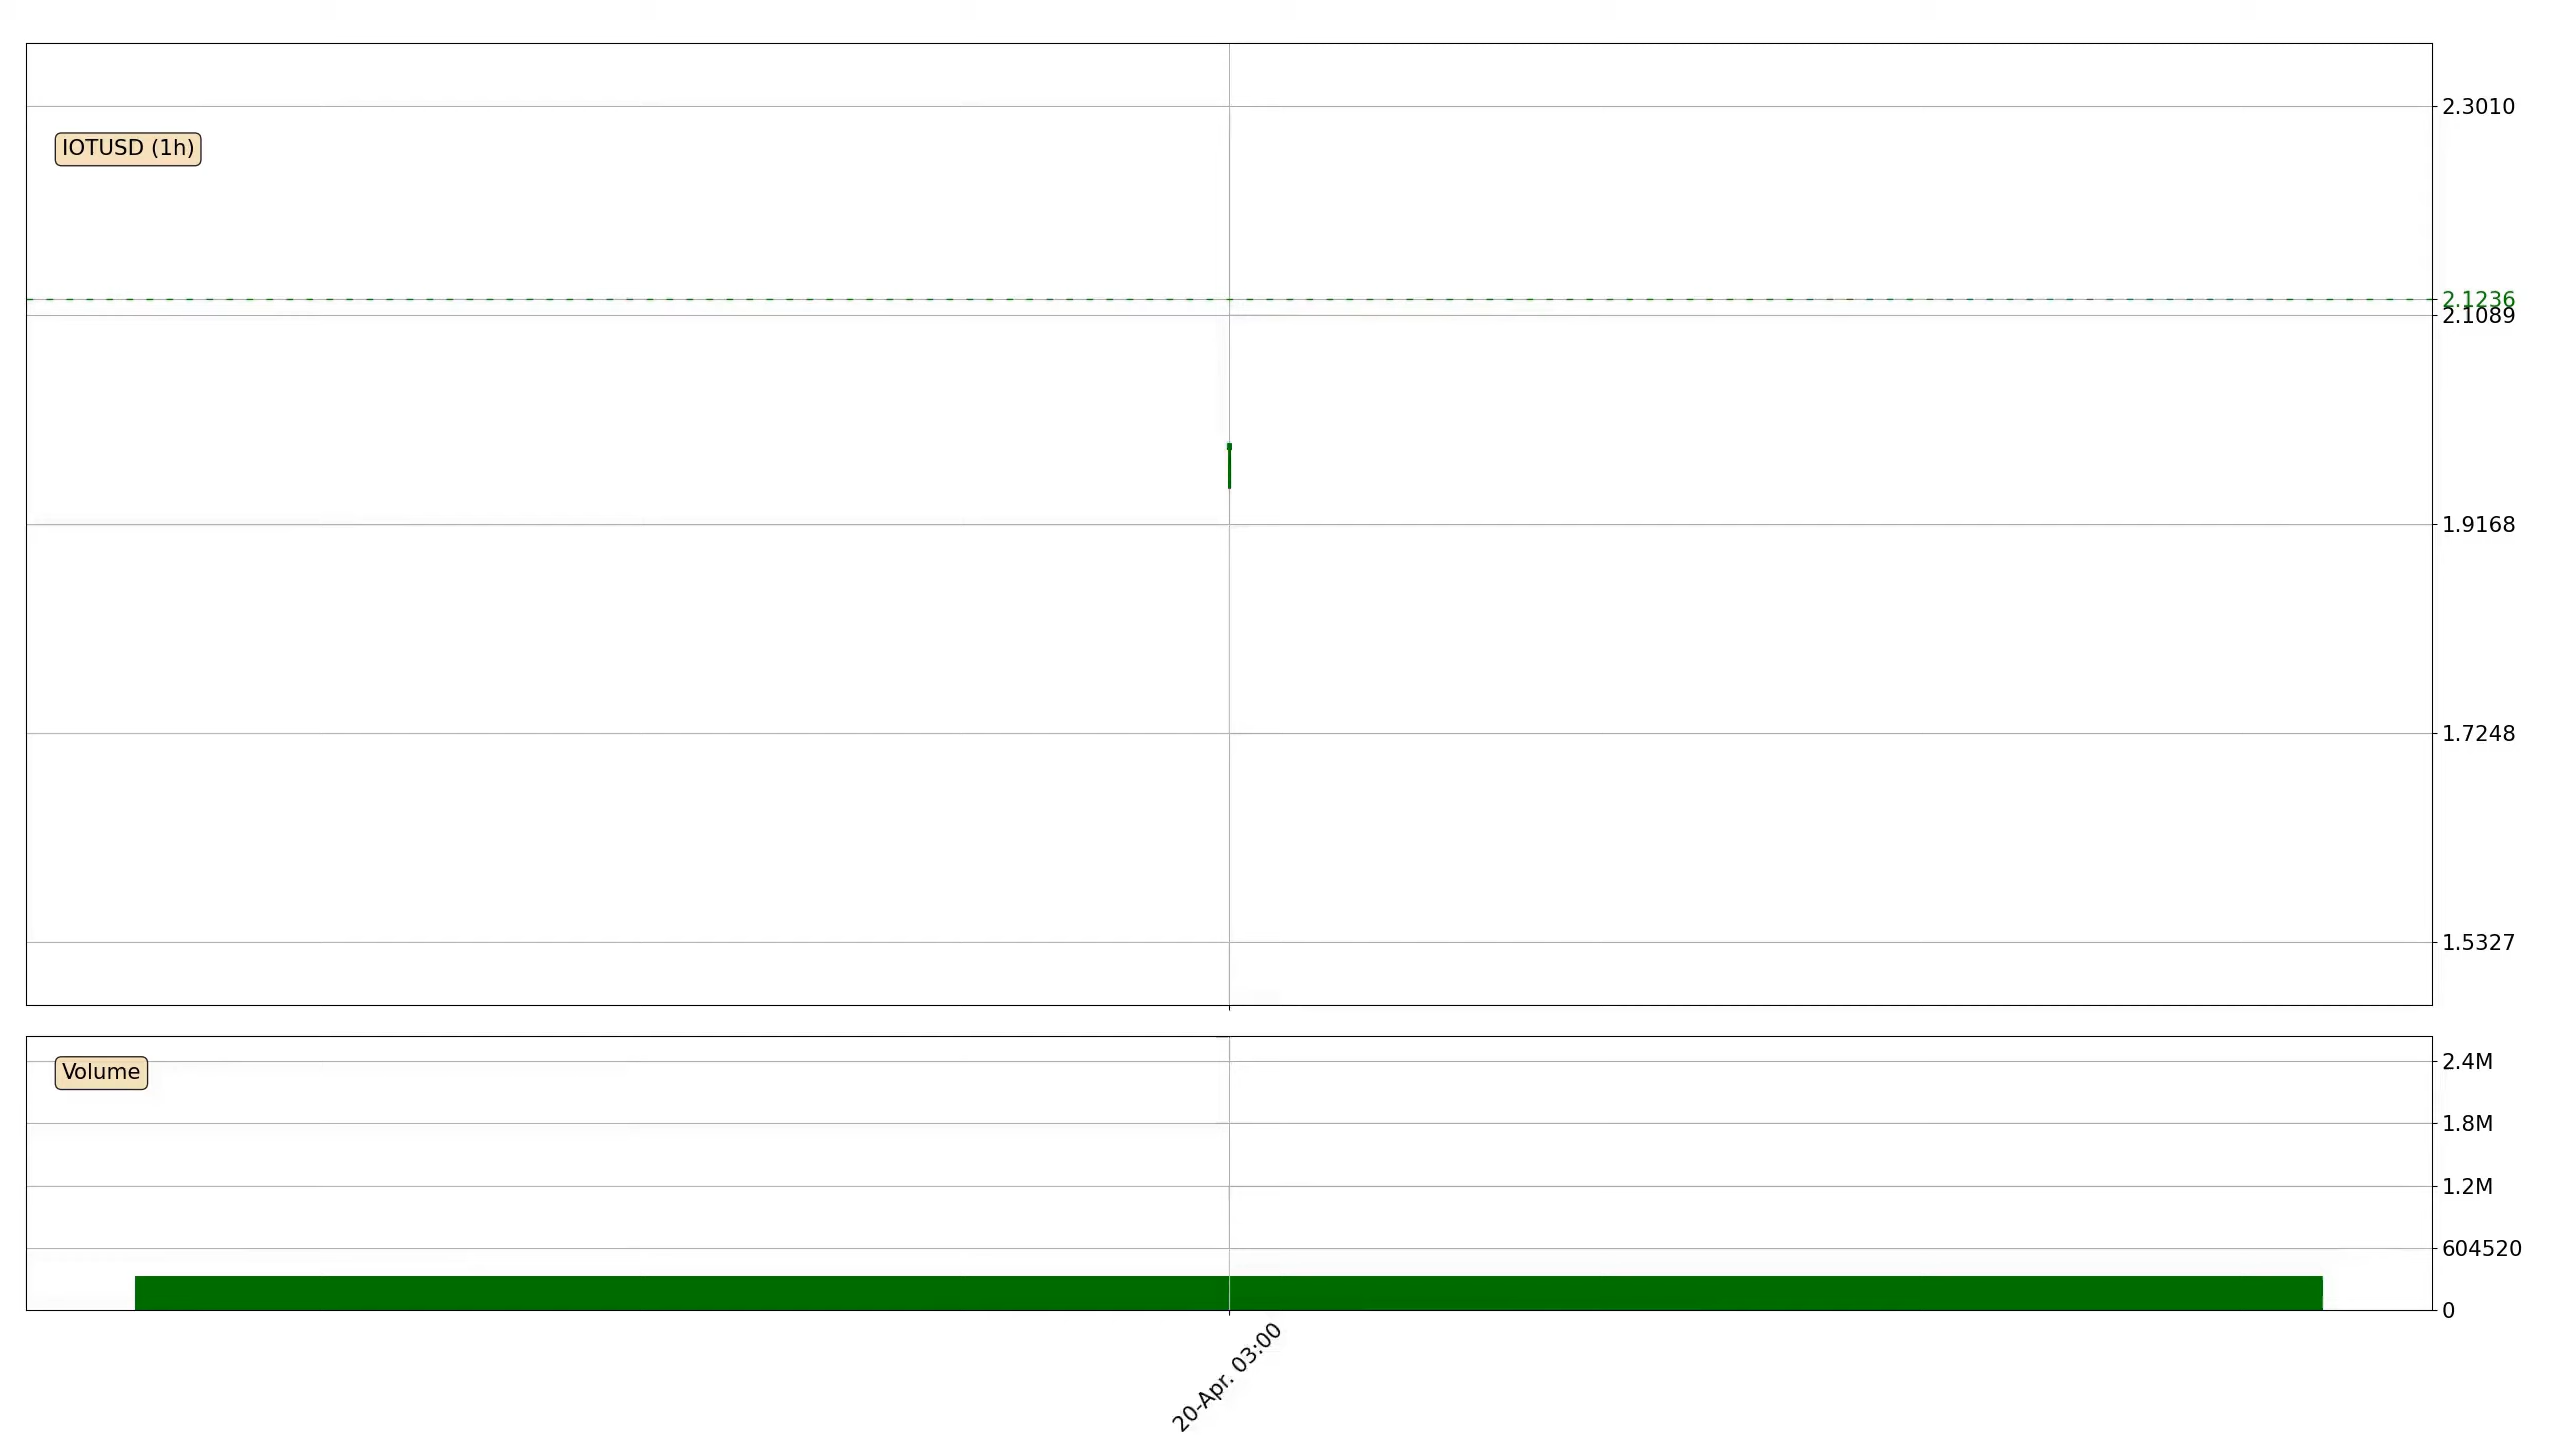 2.3010
IOTUSD (1h)
2.1236
2.1089
1.9168
1.7248
1.5327
Volume
2.4M
1.8M
1.2M
604520
0
20-Apr. 03:00